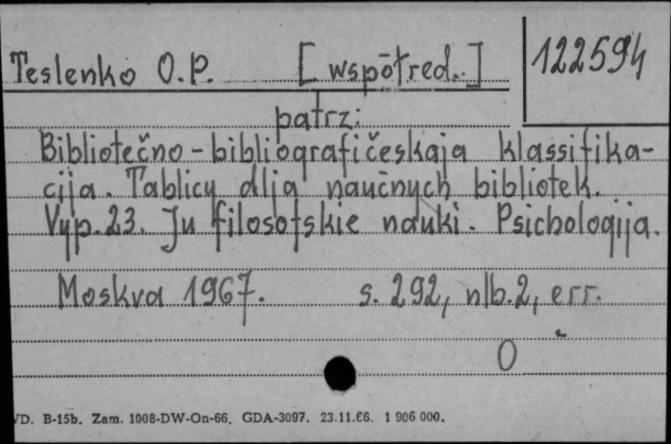 Teslenko O.P. [współred.] 122594
patrz:
Bibliotečno-bibliografičeskaja klassifika-
cija. Tablicy dlja naučnych bibliotek.
Vyp. 23. Ju filosofskie nauki. Psichologija.
Moskva 1967. s. 292, nlb. 2, err.
O
VD. B-15b. Zam. 1008-DW-On-66. GDA-3097. 23.11.66. 1 906 000.